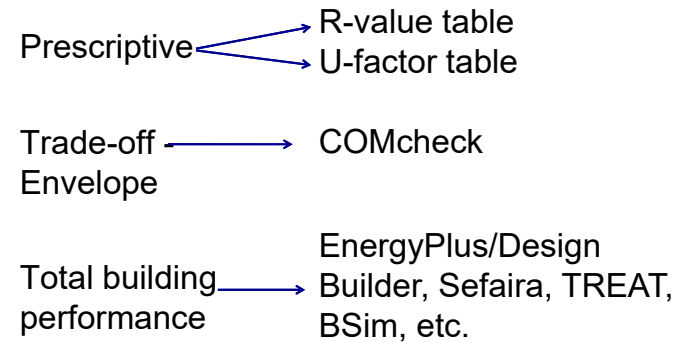 Prescriptive
R-value table
U-factor table
Trade-off -
Envelope
COMcheck
Total building
performance
EnergyPlus/Design
Builder, Sefaira, TREAT,
BSim, etc.